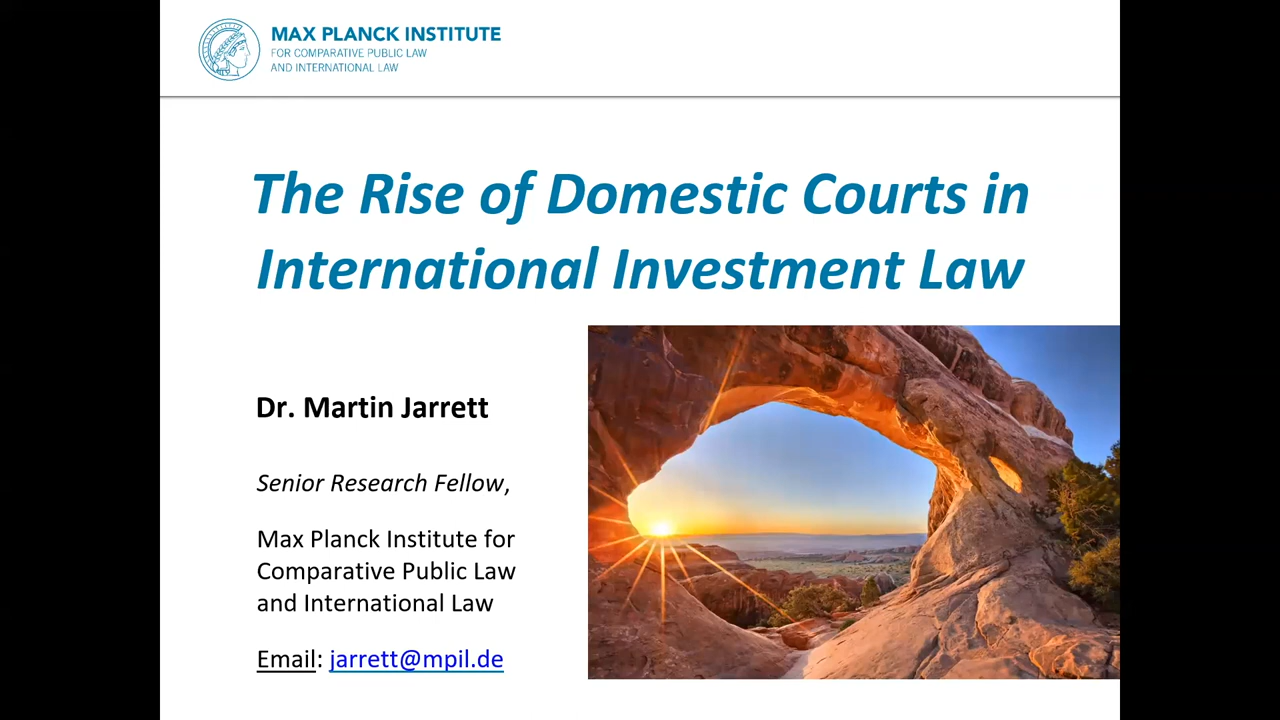 MAX PLANCK INSTITUTE
FOR COMPARATIVE PUBLIC LAW
AND INTERNATIONAL LAW
The Rise of Domestic Courts in
International Investment Law
Dr. Martin Jarrett
Senior Research Fellow,
Max Planck Institute for
Comparative Public Law
and International Law
Email: jarrett@mpil.de